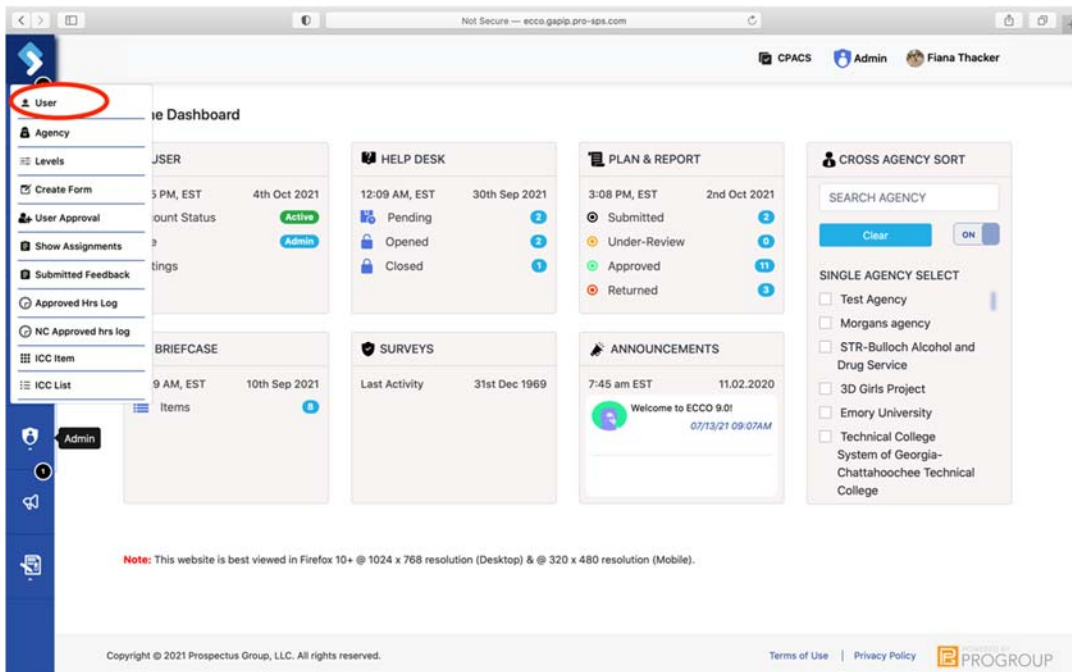 Not Secure — ecco.gapip.pro-sps.com
CPACS Admin Fiana Thacker
User
Agency
Levels
Create Form
User Approval
Show Assignments
Submitted Feedback
Approved Hrs Log
NC Approved hrs log
ICC Item
ICC List
Admin
1
Dashboard
USER
PM, EST 4th Oct 2021
Status Active
Admin
HELP DESK
12:09 AM, EST 30th Sep 2021
Pending 2
Opened 2
Closed 1
PLAN & REPORT
3:08 PM, EST 2nd Oct 2021
Submitted 2
Under-Review 0
Approved 11
Returned 3
CROSS AGENCY SORT
SEARCH AGENCY
Clear ON
SINGLE AGENCY SELECT
Test Agency
Morgans agency
STR-Bulloch Alcohol and
Drug Service
3D Girls Project
Emory University
Technical College
System of Georgia-
Chattahoochee Technical
College
BRIEFCASE
9 AM, EST 10th Sep 2021
Items 8
SURVEYS
Last Activity 31st Dec 1969
ANNOUNCEMENTS
7:45 am EST 11.02.2020
Welcome to ECCO 9.0!
07/13/21 09:07AM
Note: This website is best viewed in Firefox 10+ @ 1024 x 768 resolution (Desktop) & @ 320 x 480 resolution (Mobile).
Copyright © 2021 Prospectus Group, LLC. All rights reserved.
Terms of Use | Privacy Policy
POWERED BY
PROGROUP